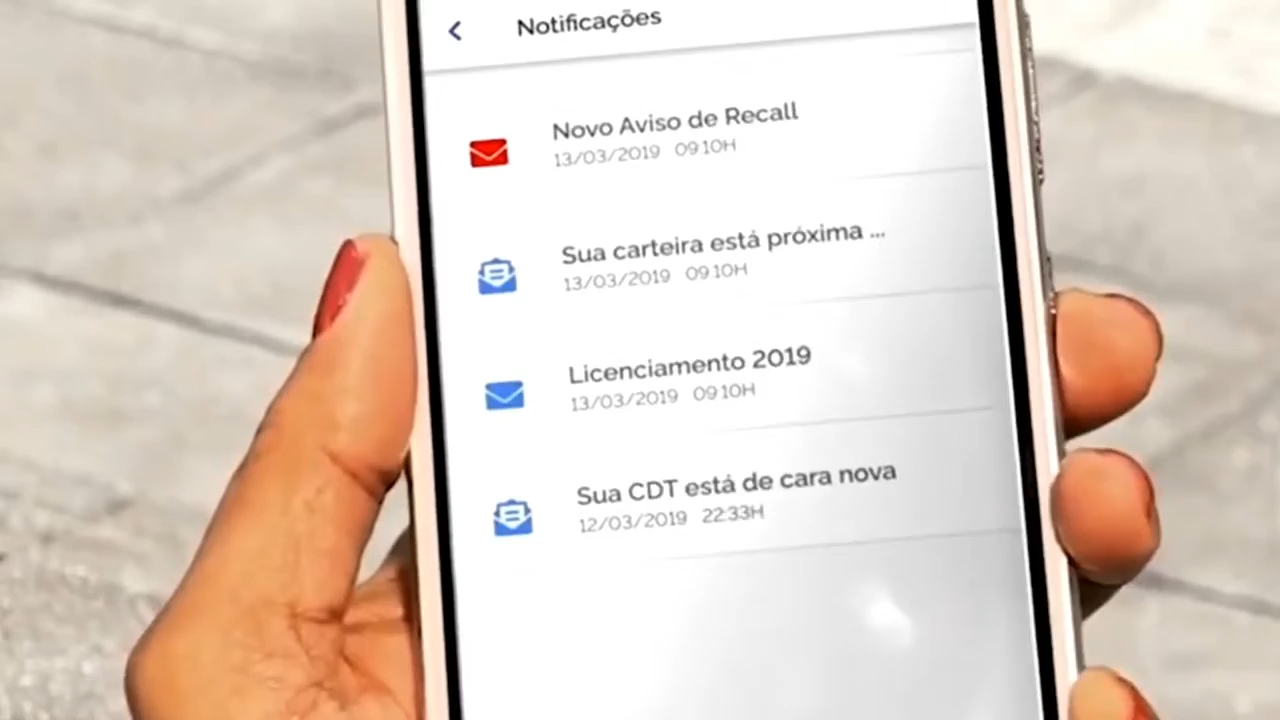 Notificações
Novo Aviso de Recall
13/03/2019 09:10H
Sua carteira está próxima ...
13/03/2019 09:10H
Licenciamento 2019
13/03/2019 09:10H
Sua CDT está de cara nova
12/03/2019 22:33H